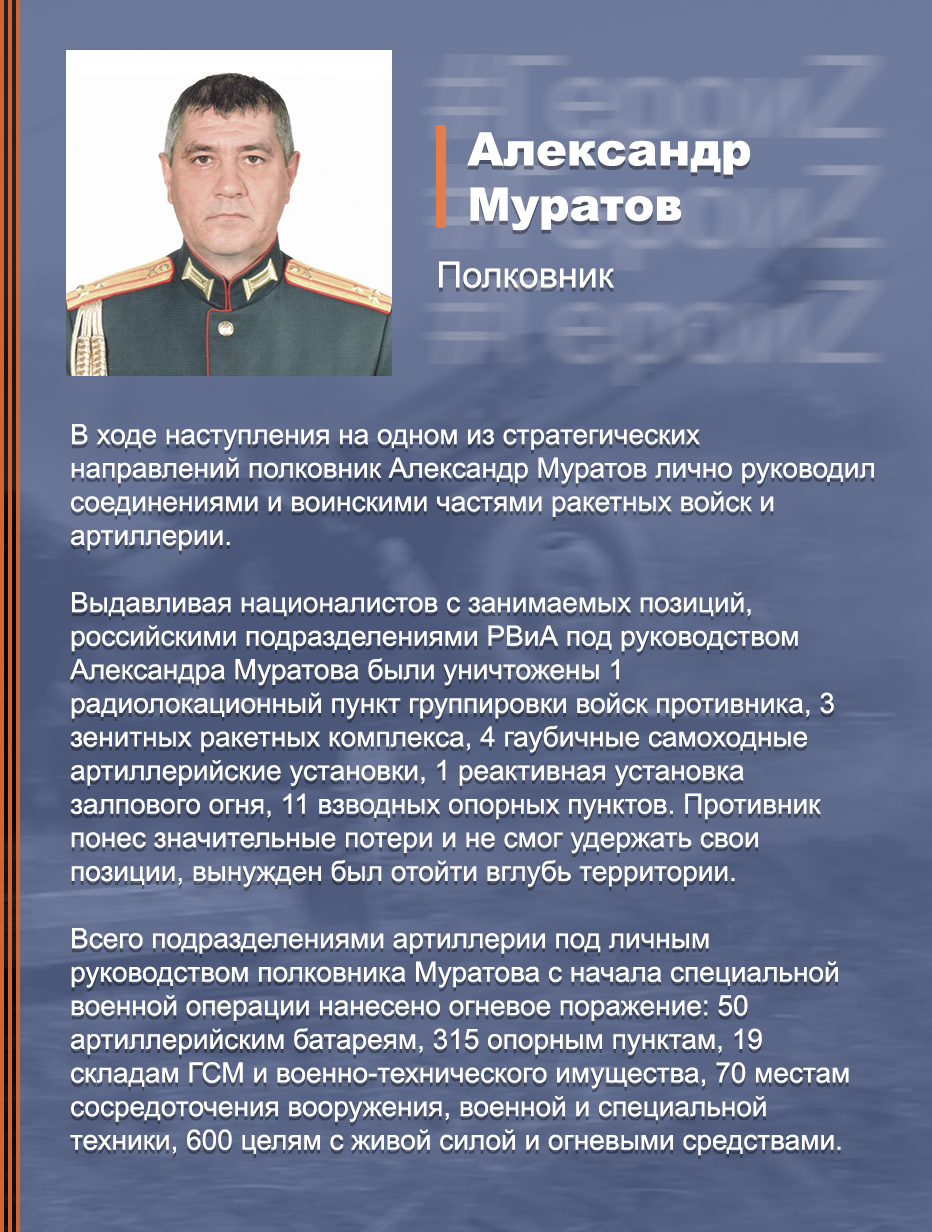 #ГероиZ
Александр
#ГероиZ
Муратов
Полковник
#ГероиZ
В ходе наступления на одном из стратегических
направлений полковник Александр Муратов лично руководил
соединениями и воинскими частями ракетных войск и
артиллерии.
Выдавливая националистов с занимаемых позиций,
российскими подразделениями РВиА под руководством
Александра Муратова были уничтожены 1
радиолокационный пункт группировки войск противника, 3
зенитных ракетных комплекса, 4 гаубичные самоходные
артиллерийские установки, 1 реактивная установка
залпового огня, 11 взводных опорных пунктов. Противник
понес значительные потери и не смог удержать свои
позиции, вынужден был отойти вглубь территории.
Всего подразделениями артиллерии под личным
руководством полковника Муратова с начала специальной
военной операции нанесено огневое поражение: 50
артиллерийским батареям, 315 опорным пунктам, 19
складам ГСМ и военно-технического имущества, 70 местам
сосредоточения вооружения, военной и специальной
техники, 600 целям с живой силой и огневыми средствами.